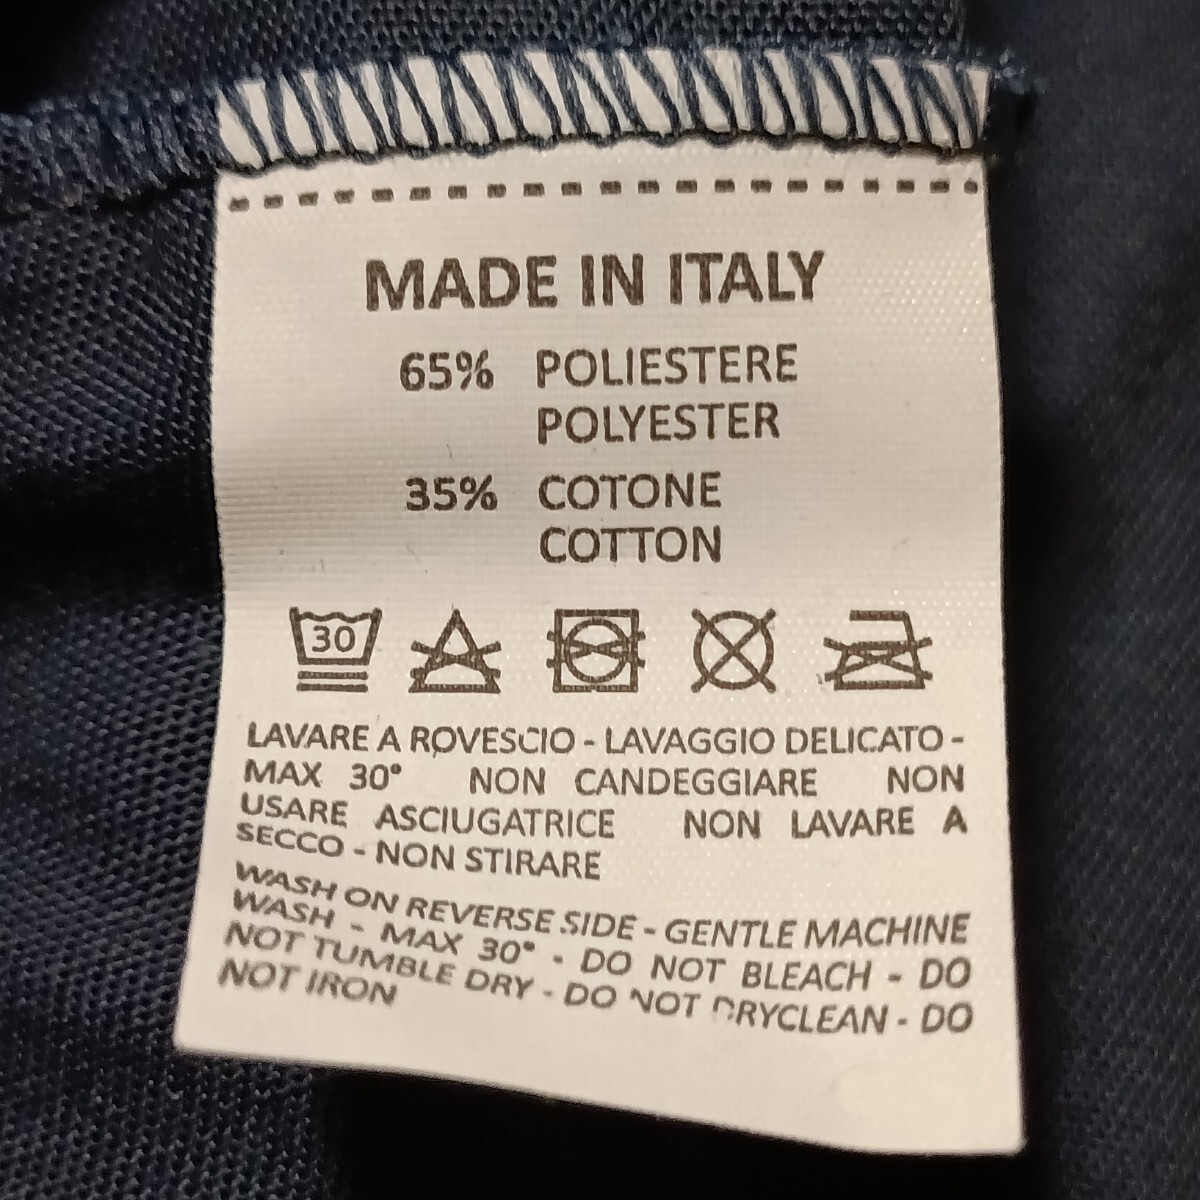 MADE IN ITALY
65% POLIESTERE
POLYESTER
35% COTONE
COTTON
30
LAVARE A ROVESCIO - LAVAGGIO DELICATO -
MAX 30° NON CANDEGGIARE NON
USARE ASCIUGATRICE NON LAVARE A
SECCO - NON STIRARE
WASH ON REVERSE SIDE - GENTLE MACHINE
WASH - MAX 30° - DO NOT BLEACH - DO
NOT TUMBLE DRY - DO NOT DRYCLEAN - DO
NOT IRON